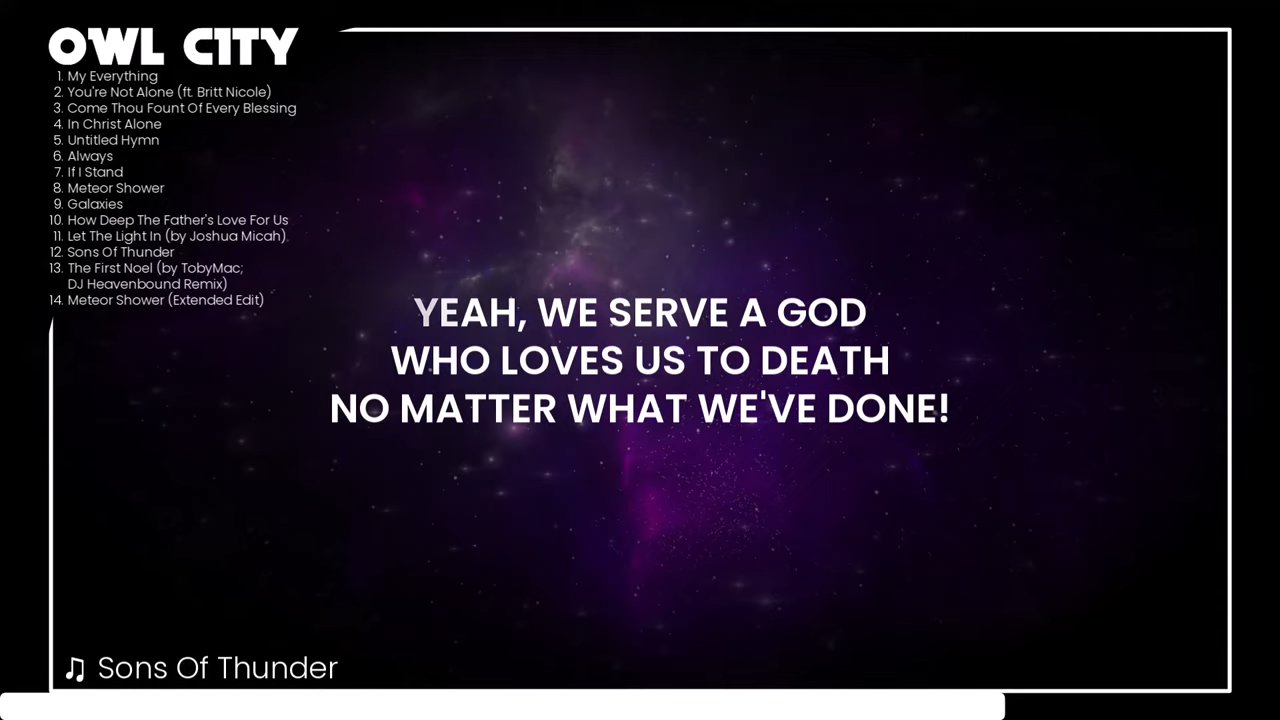 OWL CITY
1. My Everything
2. You're Not Alone (ft. Britt Nicole)
3. Come Thou Fount Of Every Blessing
4. In Christ Alone
5. Untitled Hymn
6. Always
7. If I Stand
8. Meteor Shower
9. Galaxies
10. How Deep The Father's Love For Us
11. Let The Light In (by Joshua Micah)
12. Sons Of Thunder
13. The First Noel (by TobyMac;
DJ Heavenbound Remix)
14. Meteor Shower (Extended Edit)
YEAH, WE SERVE A GOD
WHO LOVES US TO DEATH
NO MATTER WHAT WE'VE DONE!
♫ Sons Of Thunder